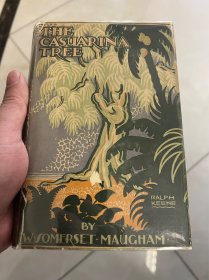 THE
CASUARINA
TREE
RALPH
KEENE
BY
W·SOMERSET·MAUGHAM